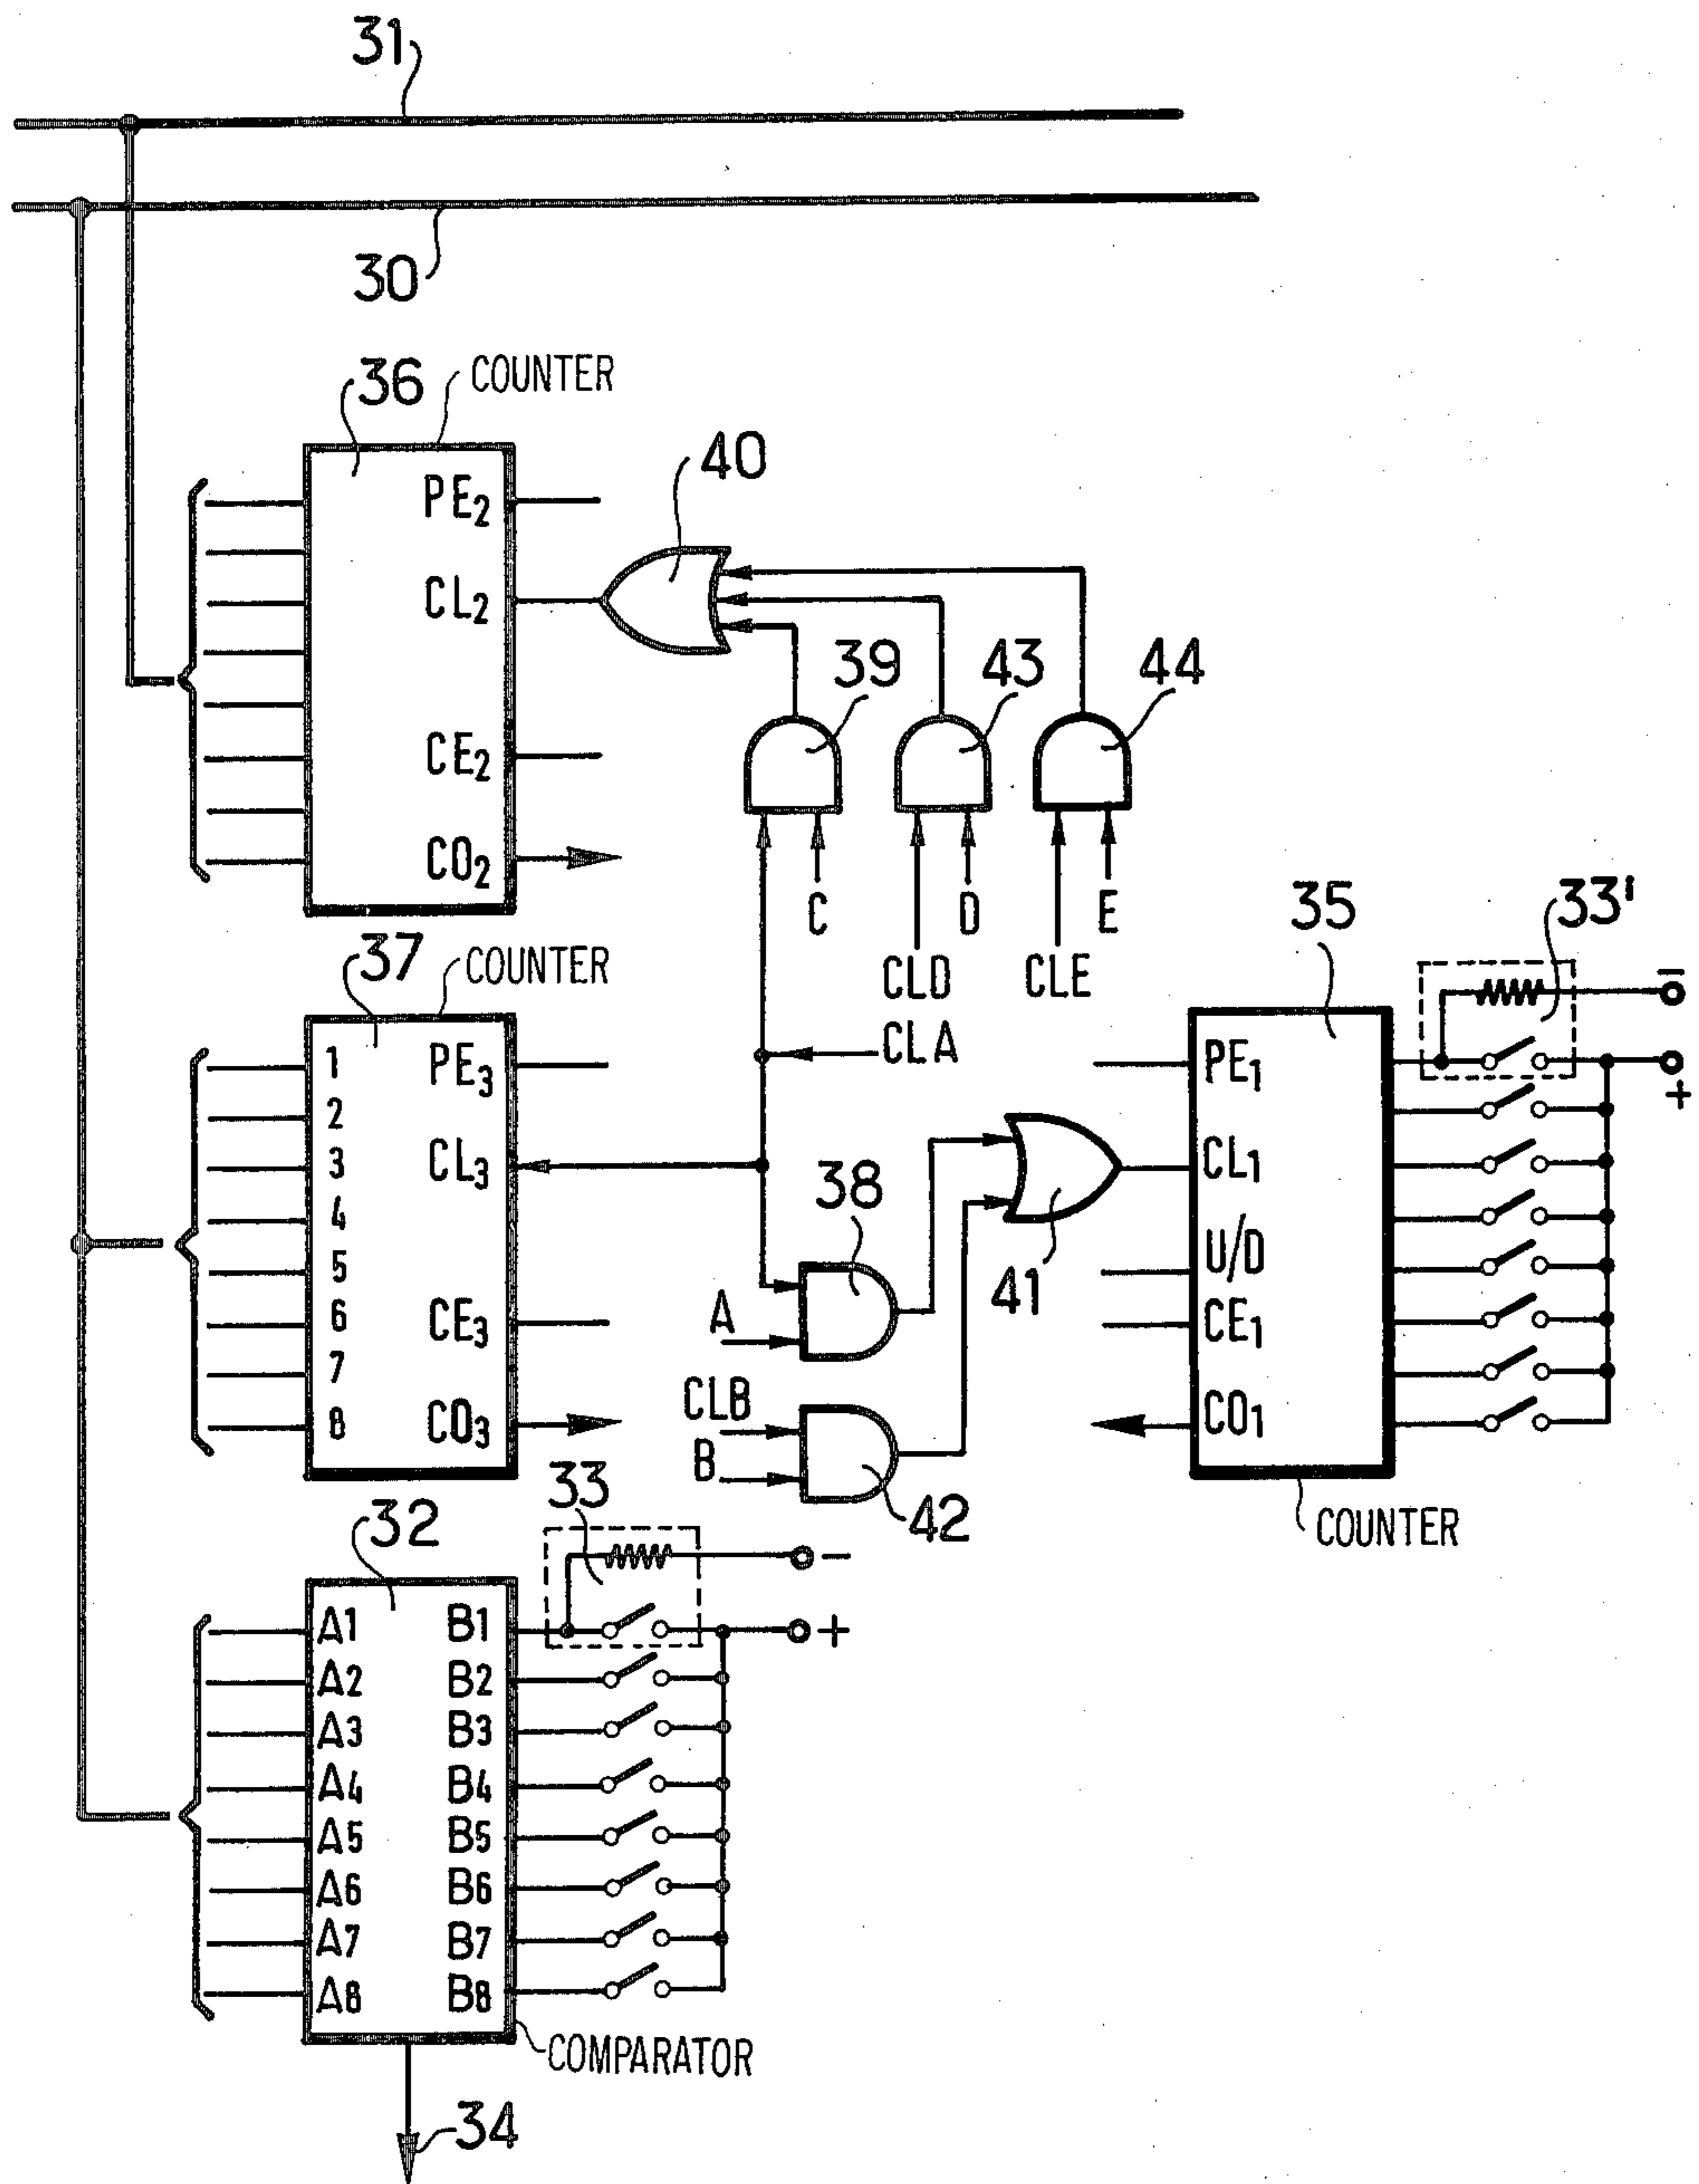 31
30
36
COUNTER
40
PE2
CL2
39
43
44
CE2
CO2
C
D
E
CLD
CLE
35
33'
37
COUNTER
CLA
1
2
3
4
5
6
7
8
PE3
CL3
CE3
CO3
38
A
CLB
B
42
41
PE1
CL1
U/D
CE1
CO1
-
+
COUNTER
33
-
+
32
A1 B1
A2 B2
A3 B3
A4 B4
A5 B5
A6 B6
A7 B7
A8 B8
COMPARATOR
34